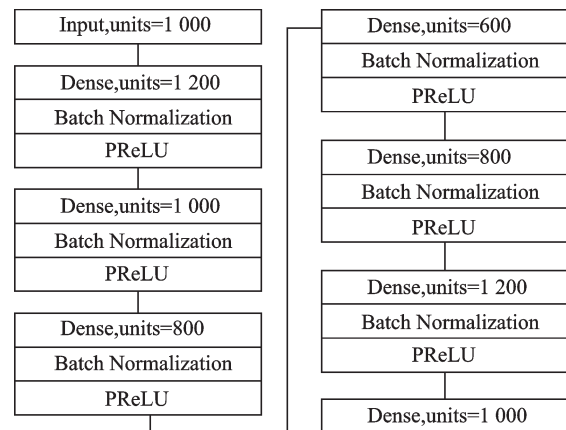 Input,units=1 000
Dense,units=1 200
Batch Normalization
PReLU
Dense,units=1 000
Batch Normalization
PReLU
Dense,units=800
Batch Normalization
PReLU
Dense,units=600
Batch Normalization
PReLU
Dense,units=800
Batch Normalization
PReLU
Dense,units=1 200
Batch Normalization
PReLU
Dense,units=1 000